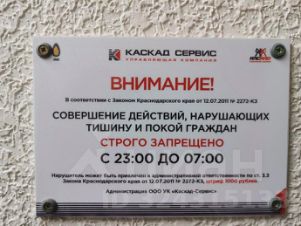 КАСКАД СЕРВИС
УПРАВЛЯЮЩАЯ КОМПАНИЯ
ВНИМАНИЕ!
В соответствии с Законом Краснодарского края от 12.07.2011 № 2272-КЗ
СОВЕРШЕНИЕ ДЕЙСТВИЙ, НАРУШАЮЩИХ
ТИШИНУ И ПОКОЙ ГРАЖДАН
СТРОГО ЗАПРЕЩЕНО
С 23:00 ДО 07:00
Нарушитель может быть привлечен к административной ответственности по ст. 3.3
Закона Краснодарского края от 12.07.2011 № 2272-КЗ, штраф 1000 рублей.
Администрация ООО УК «Каскад-Сервис»